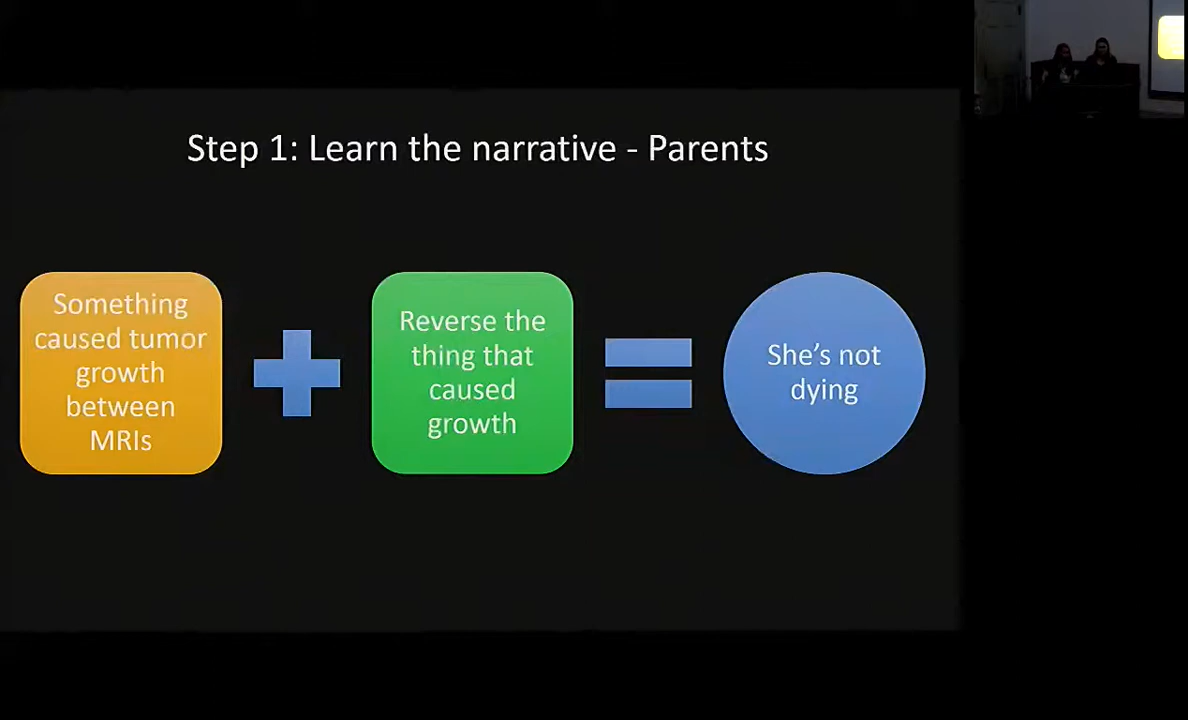 Step 1: Learn the narrative - Parents
Something
caused tumor
growth
between
MRIs
Reverse the
thing that
caused
growth
She's not
dying